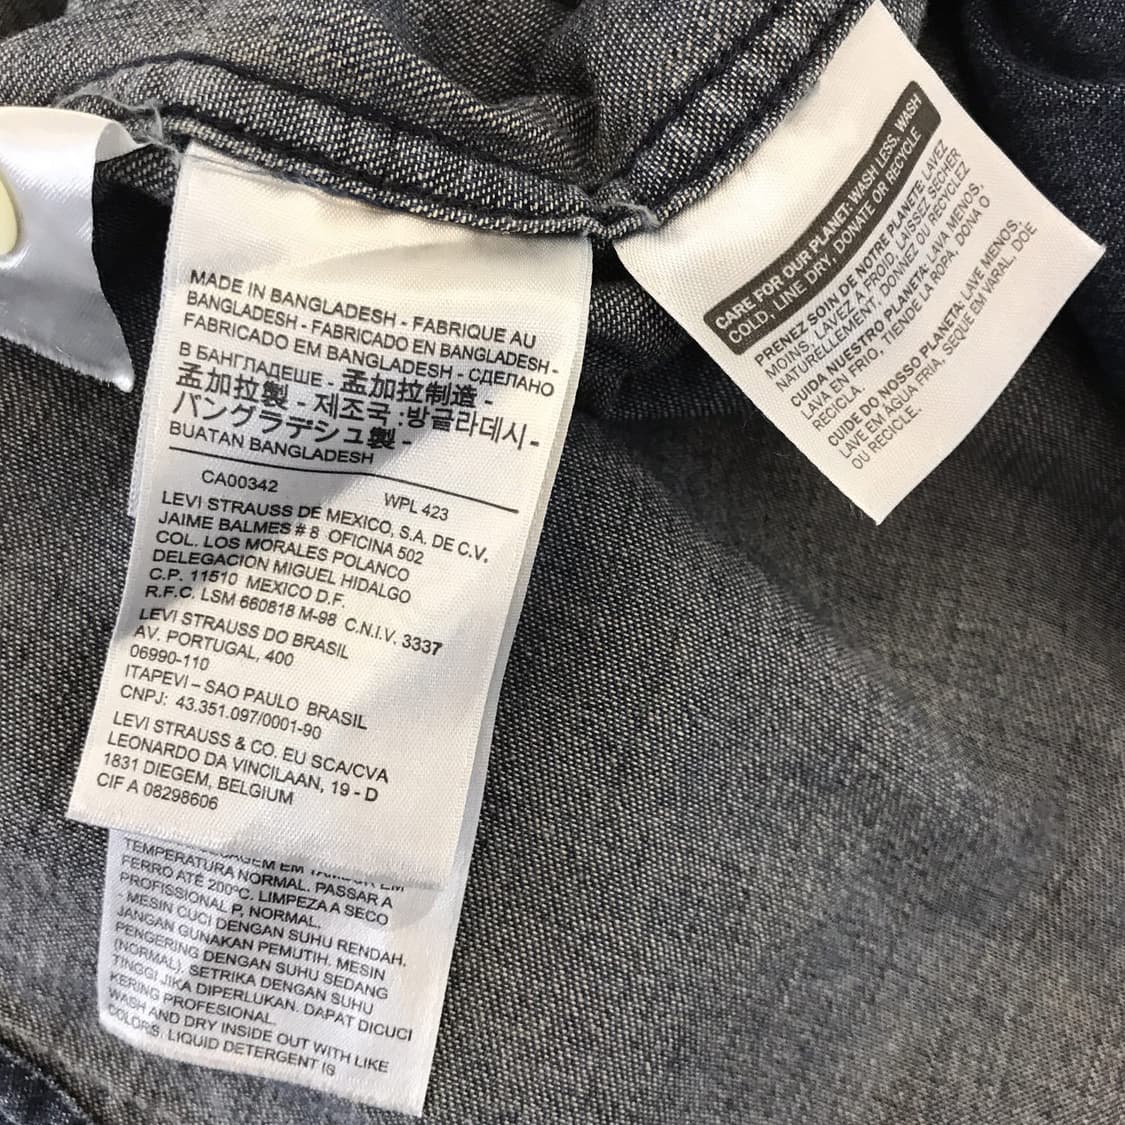 MADE IN BANGLADESH - FABRIQUE AU
BANGLADESH - FABRICADO EN BANGLADESH -
FABRICADO EM BANGLADESH - СДЕЛАНО
В БАНГЛАДЕШЕ - 孟加拉制造 -
孟加拉製 - 제조국 :방글라데시 -
バングラデシュ製 -
BUATAN BANGLADESH
CA00342 WPL 423
LEVI STRAUSS DE MEXICO, S.A. DE C.V.
JAIME BALMES # 8 OFICINA 502
COL. LOS MORALES POLANCO
DELEGACION MIGUEL HIDALGO
C.P. 11510 MEXICO D.F.
R.F.C. LSM 660818 M-98 C.N.I.V. 3337
LEVI STRAUSS DO BRASIL
AV. PORTUGAL, 400
06990-110
ITAPEVI – SAO PAULO BRASIL
CNPJ: 43.351.097/0001-90
LEVI STRAUSS & CO. EU SCA/CVA
LEONARDO DA VINCILAAN, 19 - D
1831 DIEGEM, BELGIUM
CIF A 08298606
EM
TEMPERATURA NORMAL. PASSAR A
FERRO ATÉ 200ºC. LIMPEZA A SECO
PROFISSIONAL P, NORMAL.
- MESIN CUCI DENGAN SUHU RENDAH.
JANGAN GUNAKAN PEMUTIH. MESIN
PENGERING DENGAN SUHU SEDANG
(NORMAL). SETRIKA DENGAN SUHU
TINGGI JIKA DIPERLUKAN. DAPAT DICUCI
KERING PROFESIONAL.
WASH AND DRY INSIDE OUT WITH LIKE
COLORS. LIQUID DETERGENT IS
CARE FOR OUR PLANET: WASH LESS, WASH
COLD, LINE DRY, DONATE OR RECYCLE
PRENEZ SOIN DE NOTRE PLANETE: LAVEZ
MOINS, LAVEZ A FROID, LAISSEZ SÉCHER
NATURELLEMENT, DONNEZ OU RECYCLEZ
CUIDA NUESTRO PLANETA: LAVA MENOS,
LAVA EN FRIO, TIENDE LA ROPA, DONA O
RECICLA.
CUIDE DO NOSSO PLANETA: LAVE MENOS,
LAVE EM ÁGUA FRIA, SEQUE EM VARAL, DOE
OU RECICLE.